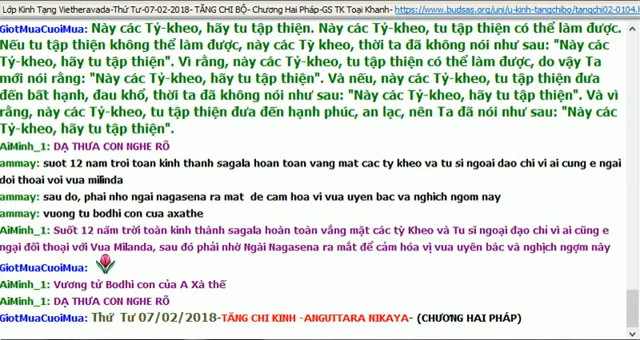 Lớp Kinh Tạng Vietheravada-Thứ Tư-07-02-2018- TĂNG CHI BỘ- Chương Hai Pháp-GS TK Toại Khanh- https://www.budsas.org/uni/u-kinh-tangchibo/tangchi02-0104.h
GiotMuaCuoiMua: Này các Tỷ-kheo, hãy tu tập thiện. Này các Tỷ-kheo, tu tập thiện có thể làm được.
Nếu tu tập thiện không thể làm được, này các Tỷ kheo, thời ta đã không nói như sau: "Này các
Tỷ-kheo, hãy tu tập thiện". Vì rằng, này các Tỷ-kheo, tu tập thiện có thể làm được, do vậy Ta
mới nói rằng: "Này các Tỷ-kheo, hãy tu tập thiện". Và nếu, này các Tỷ-kheo, tu tập thiện đưa
đến bất hạnh, đau khổ, thời ta đã không nói như sau: "Này các Tỷ-kheo, hãy tu tập thiện". Và vì
rằng, này các Tỷ-kheo, tu tập thiện đưa đến hạnh phúc, an lạc, nên Ta đã nói như sau: "Này các
Tỷ-kheo, hãy tu tập thiện".
AiMinh_1: DẠ THƯA CON NGHE RÕ
ammay: suot 12 nam troi toan kinh thanh sagala hoan toan vang mat cac ty kheo va tu si ngoai dao chi vi ai cung e ngai
doi thoai voi vua milinda
ammay: sau do, phai nho ngai nagasena ra mat de cam hoa vi vua uyen bac va nghich ngom nay
ammay: vuong tu bodhi con cua axathe
AiMinh_1: Suốt 12 năm trời toàn kinh thành sagala hoàn toàn vắng mặt các tỳ Kheo và Tu sĩ ngoại đạo chỉ vì ai cũng e
ngại đối thoại với Vua Milanda, sau đó phải nhờ Ngài Nagasena ra mắt để cảm hóa vị vua uyên bác và nghịch ngợm này
GiotMuaCuoiMua:
AiMinh_1: Vương tử Bodhi con của A Xà thế
AiMinh_1: DẠ THƯA CON NGHE RÕ
GiotMuaCuoiMua: Thứ Tư 07/02/2018-TĂNG CHI KINH -ANGUTTARA NIKAYA- (CHƯƠNG HAI PHÁP)